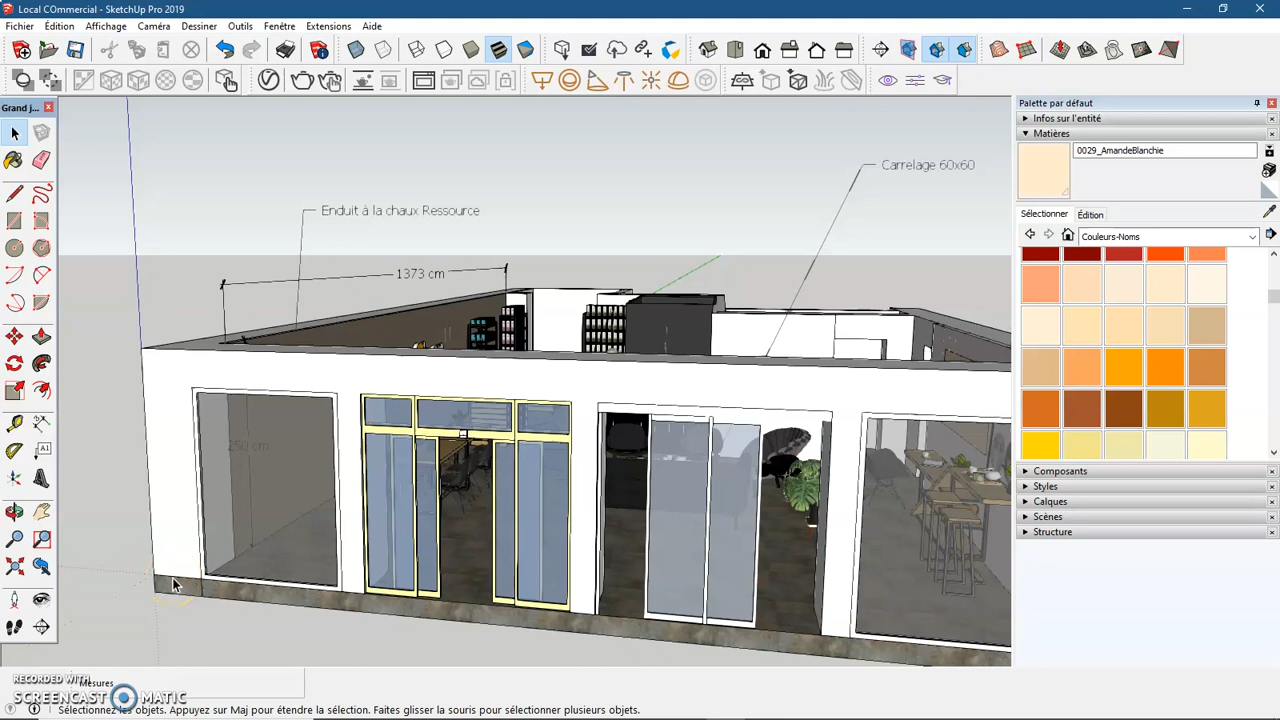 Local COmmercial - SketchUp Pro 2019
Fichier Édition Affichage Caméra Dessiner Outils Fenêtre Extensions Aide
Grand j...
Palette par défaut
Infos sur l'entité
Matières
0029_AmandeBlanchie
Sélectionner Édition
Couleurs-Noms
Composants
Styles
Calques
Scènes
Structure
Carrelage 60x60
Enduit à la chaux Ressource
1373 cm
250 cm
A1
RECORDED WITH
SCREENCAST MATIC
Mesures
Sélectionnez les objets. Appuyez sur Maj pour étendre la sélection. Faites glisser la souris pour sélectionner plusieurs objets.